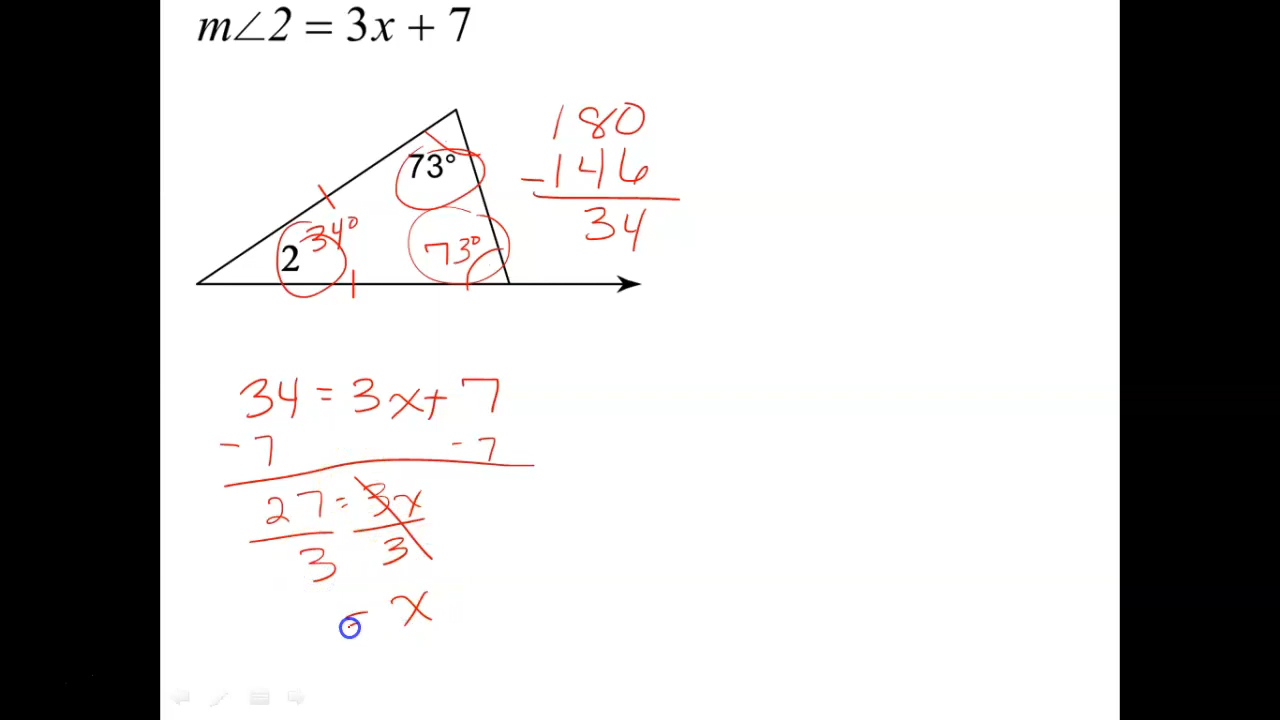 m∠2 = 3x + 7
180
73°
-146
34
2 34°
73°
34 = 3x + 7
-7 -7
27 = 3x
3 3
= x